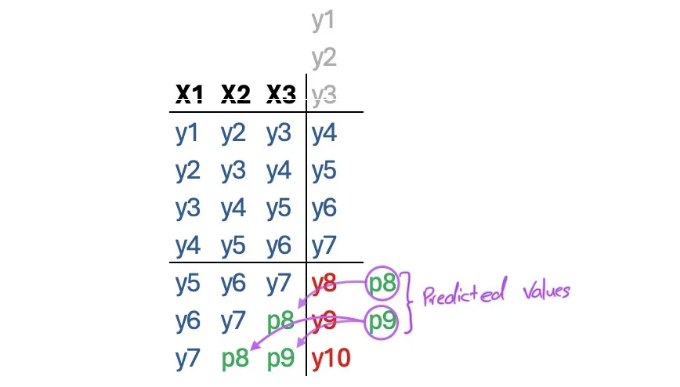 y1
y2
X1 X2 X3 y3
y1 y2 y3 y4
y2 y3 y4 y5
y3 y4 y5 y6
y4 y5 y6 y7
y5 y6 y7 y8 p8
Predicted values
y6 y7 p8 y9 p9
y7 p8 p9 y10